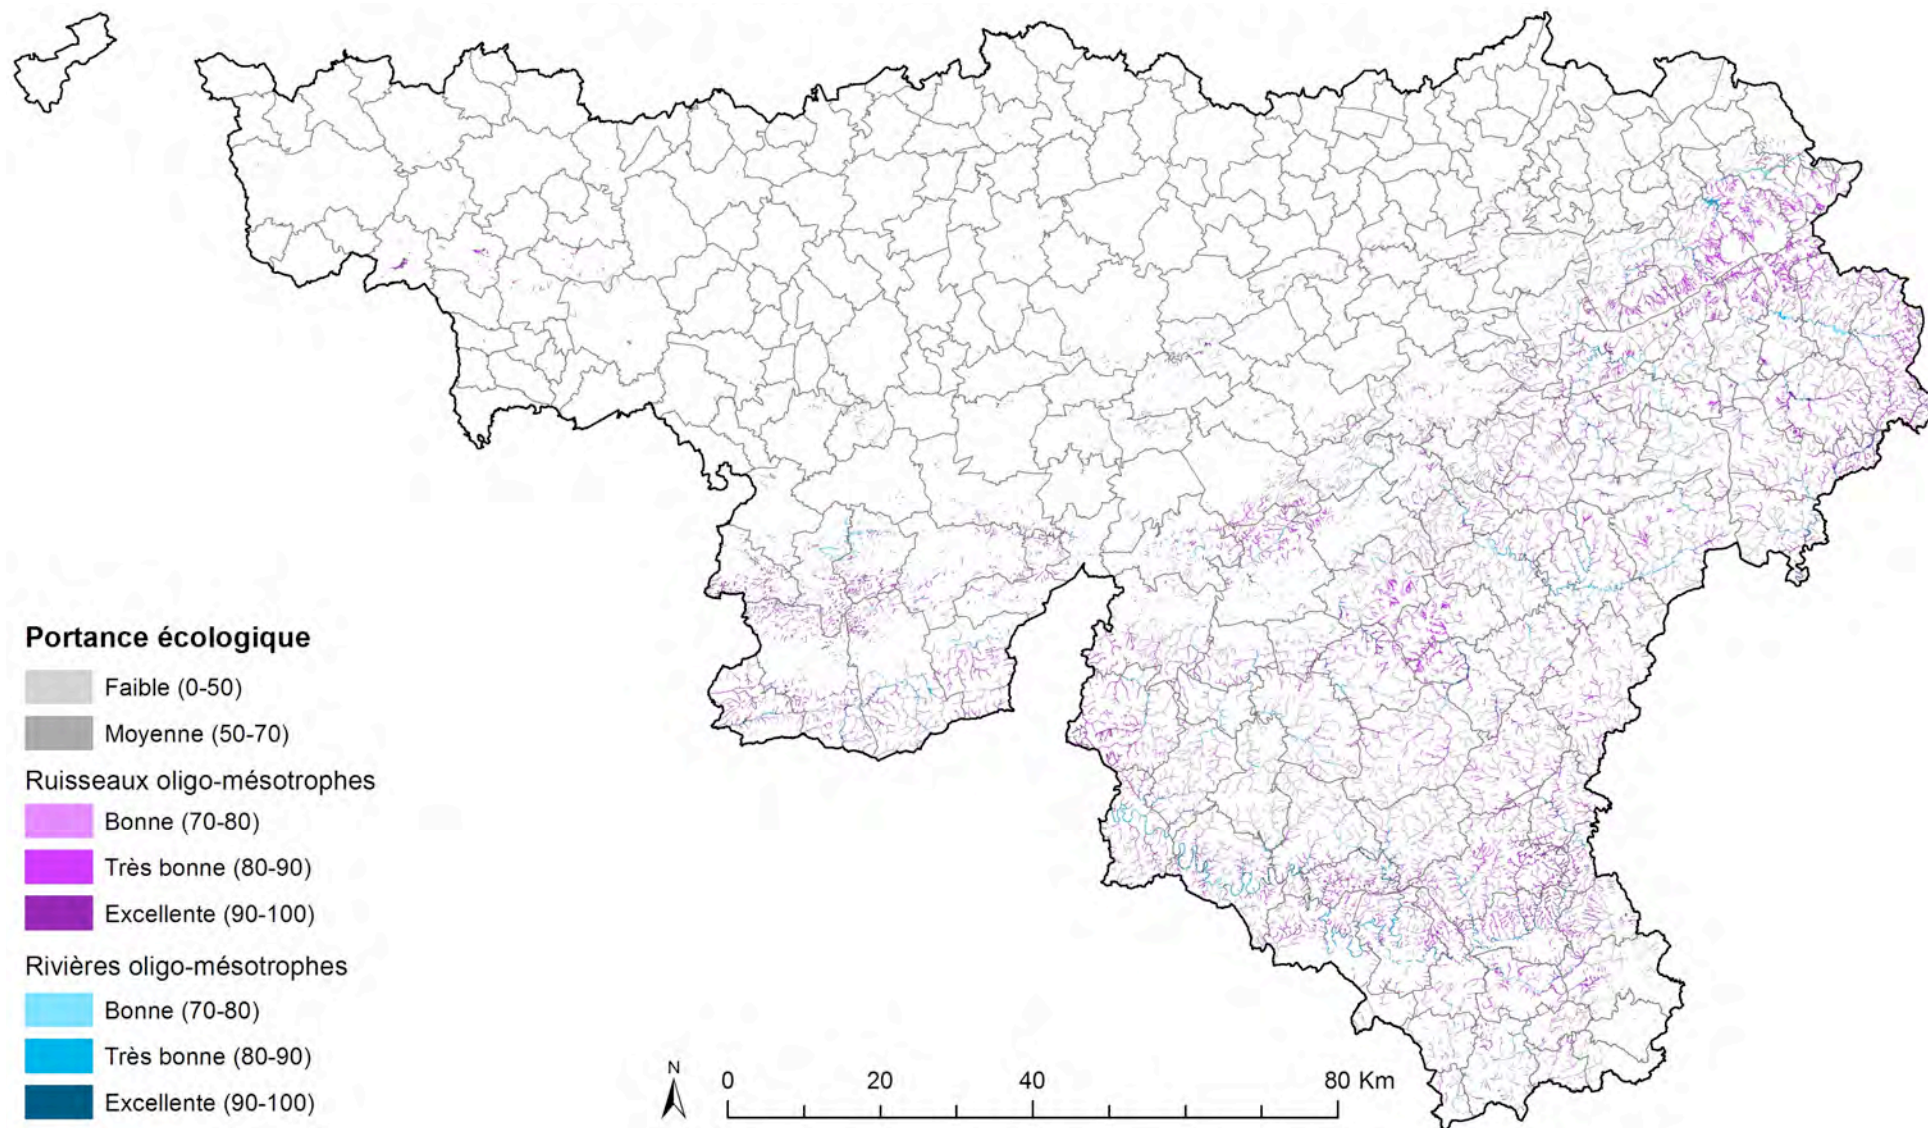 Portance écologique
Faible (0-50)
Moyenne (50-70)
Ruisseaux oligo-mésotrophes
Bonne (70-80)
Très bonne (80-90)
Excellente (90-100)
Rivières oligo-mésotrophes
Bonne (70-80)
Très bonne (80-90)
Excellente (90-100)
N
0 20 40 80 Km